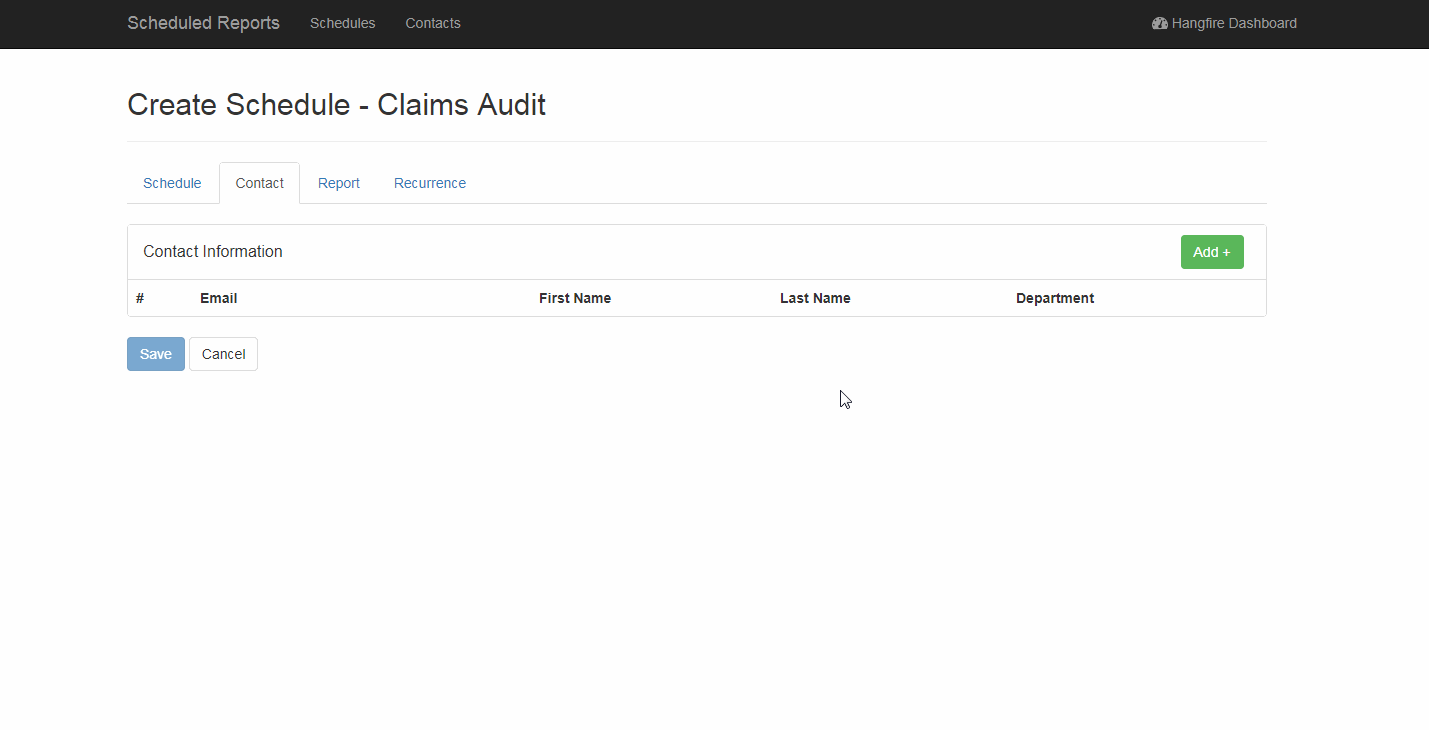 Scheduled Reports Schedules Contacts Hangfire Dashboard
Create Schedule - Claims Audit
Schedule Contact Report Recurrence
Contact Information Add +
# Email First Name Last Name Department
Save Cancel